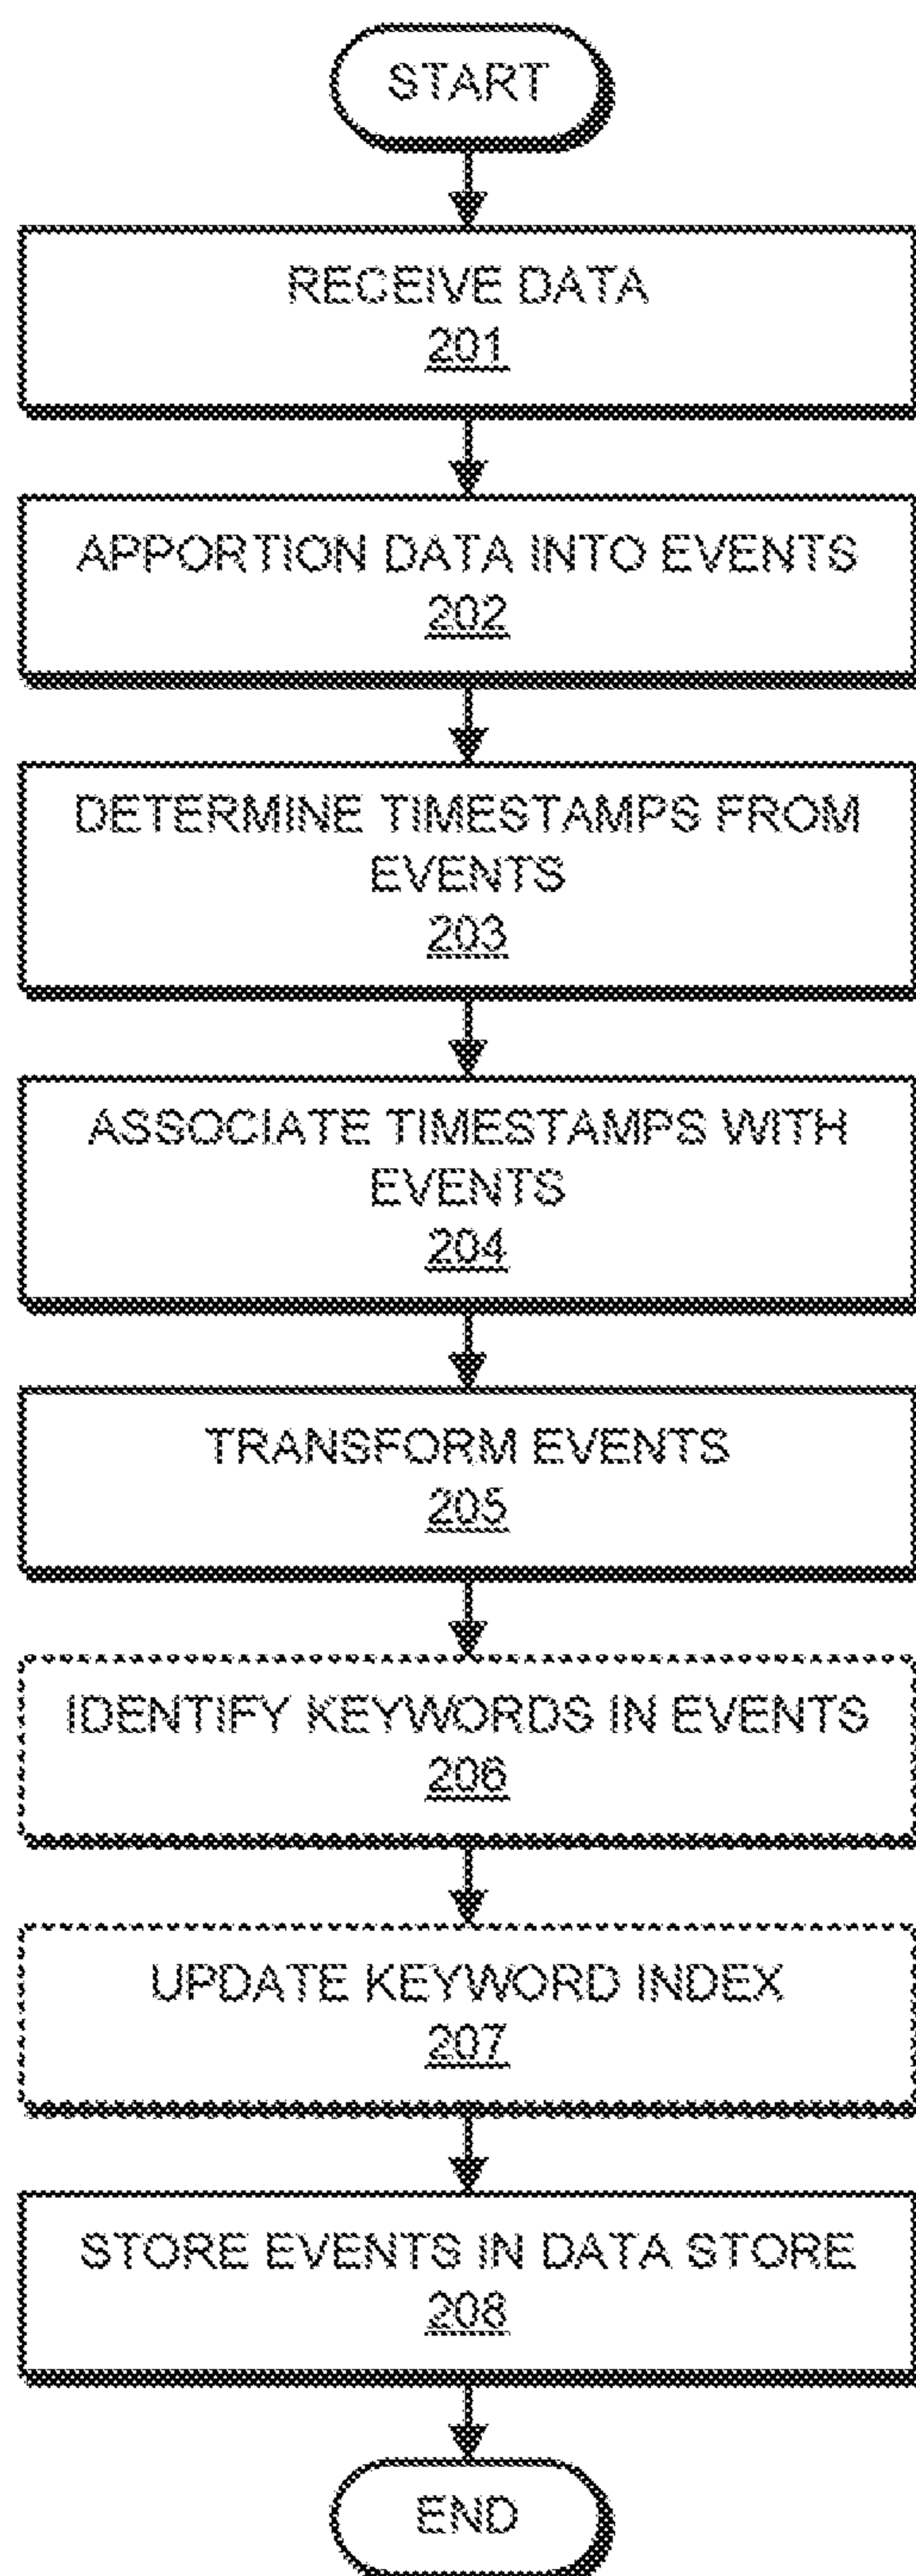 START
RECEIVE DATA
201
APPORTION DATA INTO EVENTS
202
DETERMINE TIMESTAMPS FROM
EVENTS
203
ASSOCIATE TIMESTAMPS WITH
EVENTS
204
TRANSFORM EVENTS
205
IDENTIFY KEYWORDS IN EVENTS
206
UPDATE KEYWORD INDEX
207
STORE EVENTS IN DATA STORE
208
END